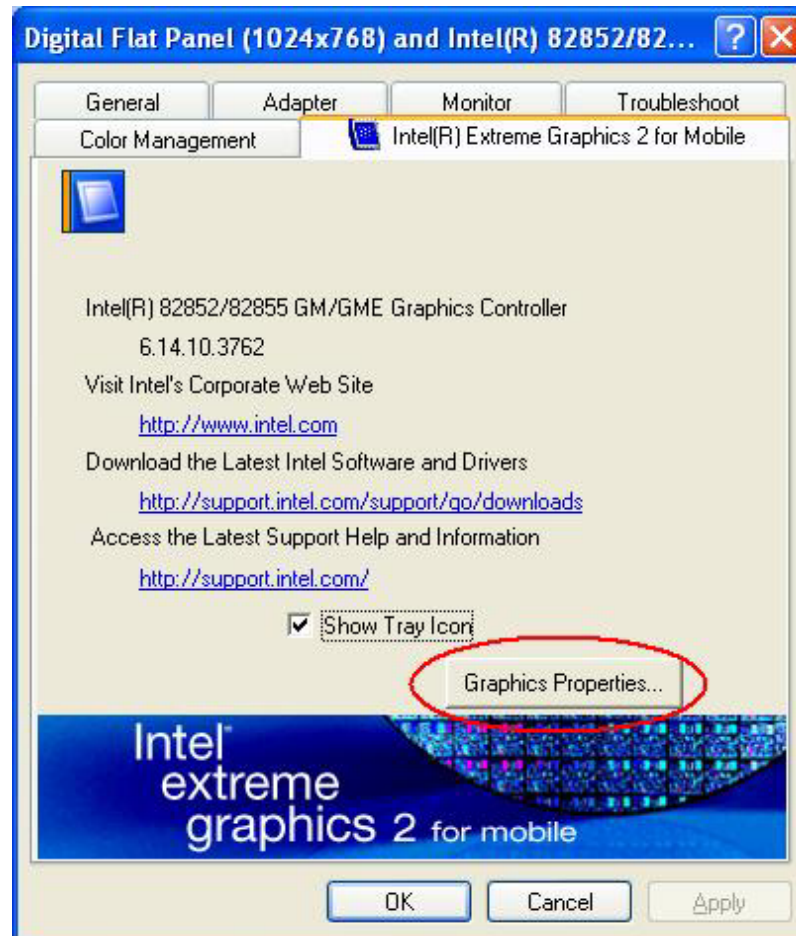 Digital Flat Panel (1024x768) and Intel(R) 82852/82...
General Adapter Monitor Troubleshoot
Color Management Intel(R) Extreme Graphics 2 for Mobile
Intel(R) 82852/82855 GM/GME Graphics Controller
6.14.10.3762
Visit Intel's Corporate Web Site
http://www.intel.com
Download the Latest Intel Software and Drivers
http://support.intel.com/support/go/downloads
Access the Latest Support Help and Information
http://support.intel.com/
Show Tray Icon
Graphics Properties...
Intel
extreme
graphics 2 for mobile
OK Cancel Apply